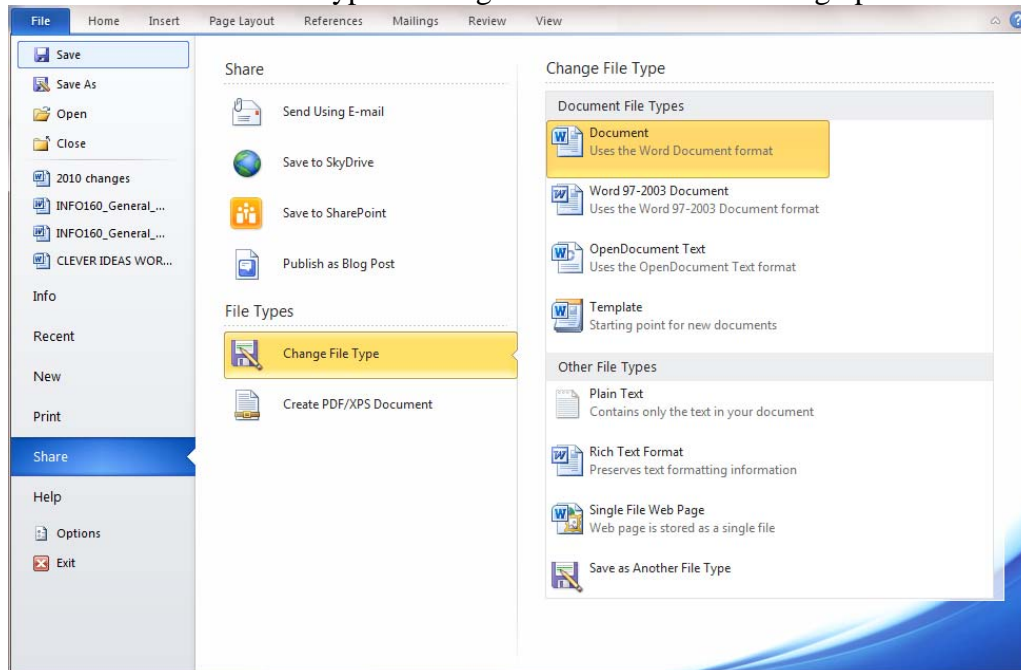 File Home Insert Page Layout References Mailings Review View
Save
Save As
Open
Close
2010 changes
INFO160_General_...
INFO160_General_...
CLEVER IDEAS WOR...
Info
Recent
New
Print
Share
Help
Options
Exit
Share
Send Using E-mail
Save to SkyDrive
Save to SharePoint
Publish as Blog Post
File Types
Change File Type
Create PDF/XPS Document
Change File Type
Document File Types
Document
Uses the Word Document format
Word 97-2003 Document
Uses the Word 97-2003 Document format
OpenDocument Text
Uses the OpenDocument Text format
Template
Starting point for new documents
Other File Types
Plain Text
Contains only the text in your document
Rich Text Format
Preserves text formatting information
Single File Web Page
Web page is stored as a single file
Save as Another File Type